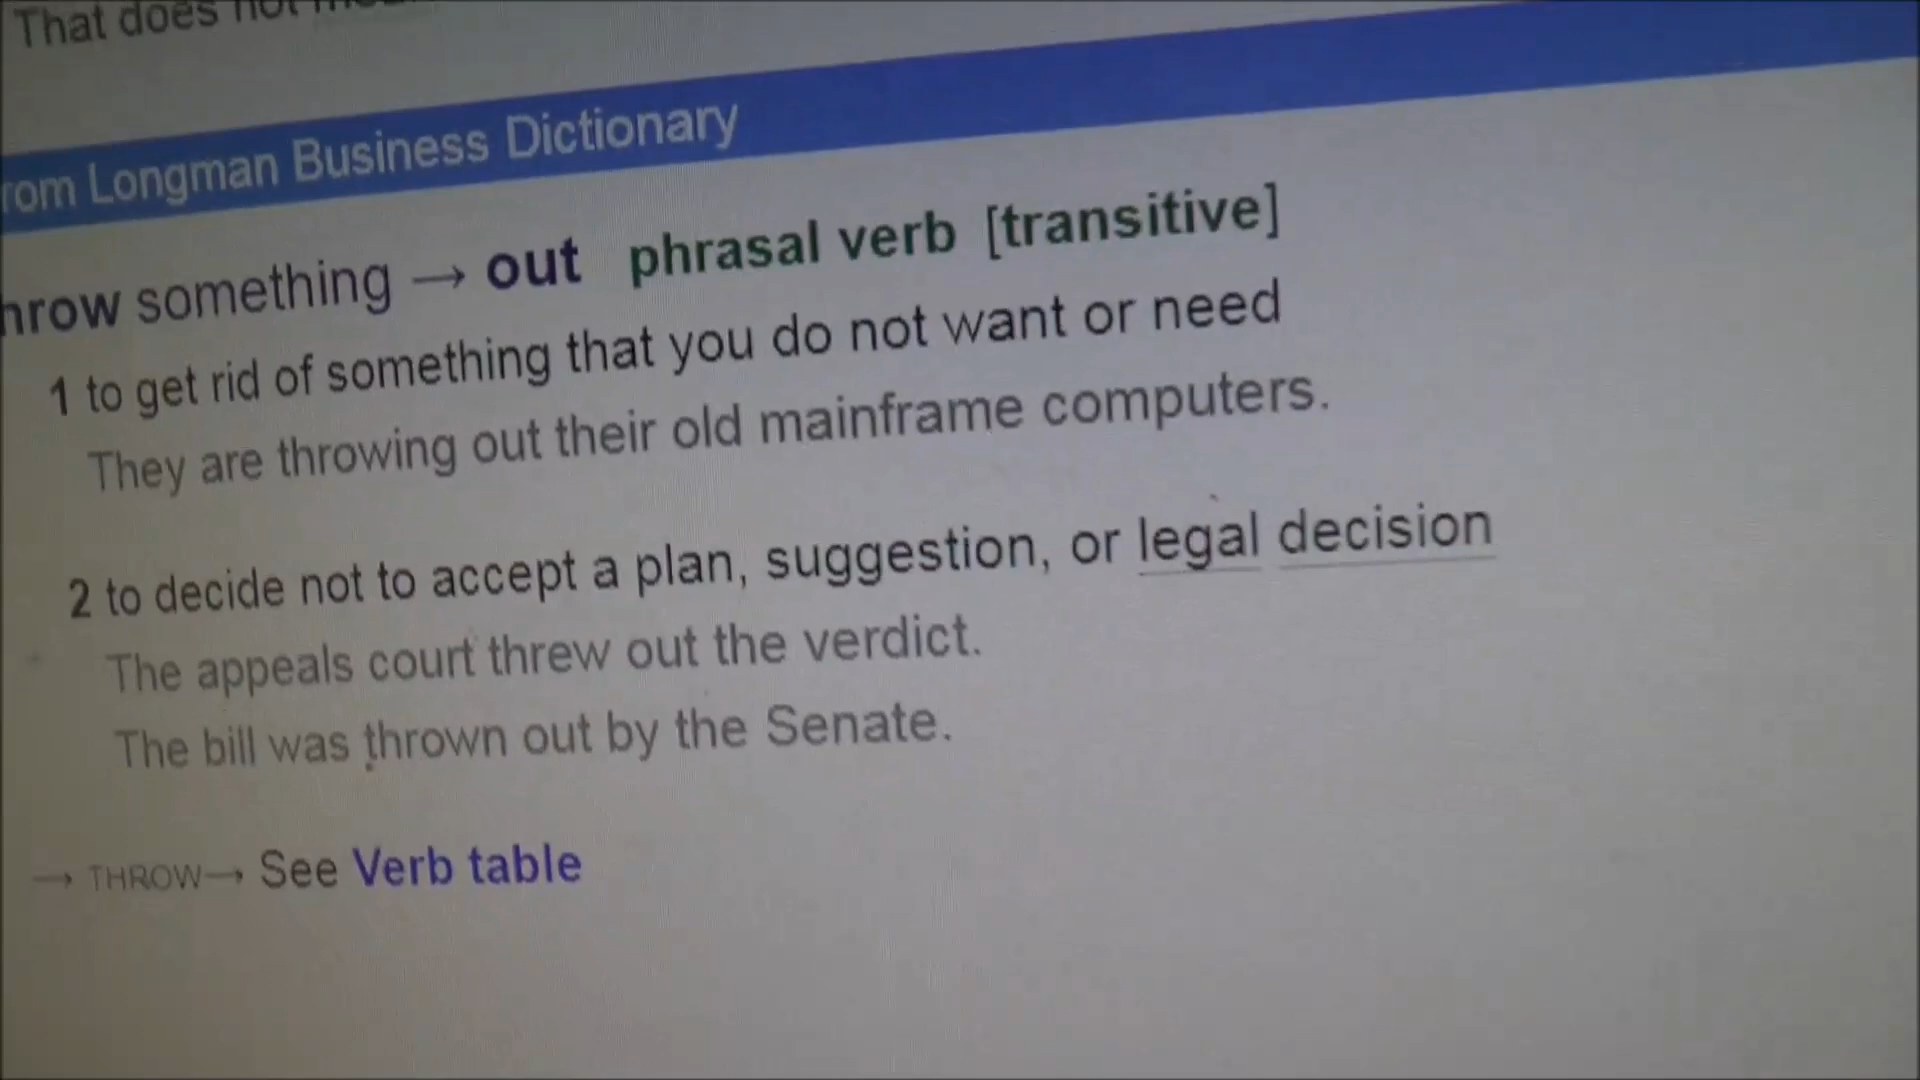 That does not
rom Longman Business Dictionary
hrow something → out phrasal verb [transitive]
1 to get rid of something that you do not want or need
They are throwing out their old mainframe computers.
2 to decide not to accept a plan, suggestion, or legal decision
The appeals court threw out the verdict.
The bill was thrown out by the Senate.
→ THROW→ See Verb table